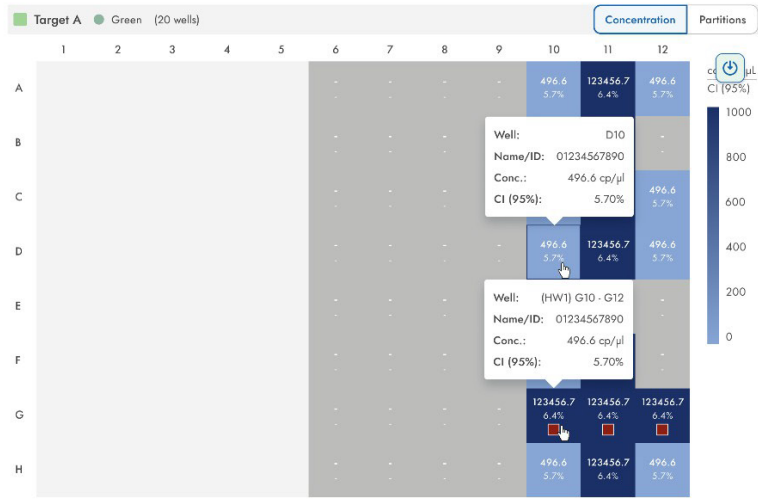 Target A Green (20 wells) Concentration Partitions
1 2 3 4 5 6 7 8 9 10 11 12
A - - - - 496.6 123456.7 496.6
- - - - 5.7% 6.4% 5.7%
µL
CI (95%)
1000
B - - - - -
- - - - -
Well: D10
Name/ID: 01234567890
Conc.: 496.6 cp/µl
CI (95%): 5.70%
800
C - - - - 496.6
- - - - 5.7%
600
D - - - - 496.6 123456.7 496.6
- - - - 5.7% 6.4% 5.7%
400
E - - - - -
- - - - -
Well: (HW1) G10 - G12
Name/ID: 01234567890
Conc.: 496.6 cp/µl
CI (95%): 5.70%
200
0
F - - - - -
- - - - -
G - - - - 123456.7 123456.7 123456.7
- - - - 6.4% 6.4% 6.4%
H - - - - 496.6 123456.7 496.6
- - - - 5.7% 6.4% 5.7%